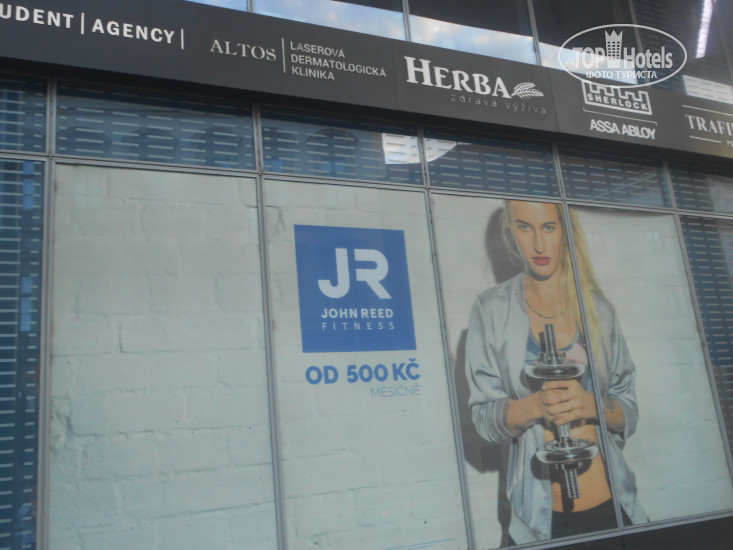 UDENT | AGENCY |
ALTOS
LASEROVÁ
DERMATOLOGICKÁ
KLINIKA
HERBA
zdravá výživa
SHERLOCK
ASSA ABLOY
TRAFI
TOP Hotels
ФОТО ТУРИСТА
JR
JOHN REED
FITNESS
OD 500 KČ
MĚSÍČNĚ*